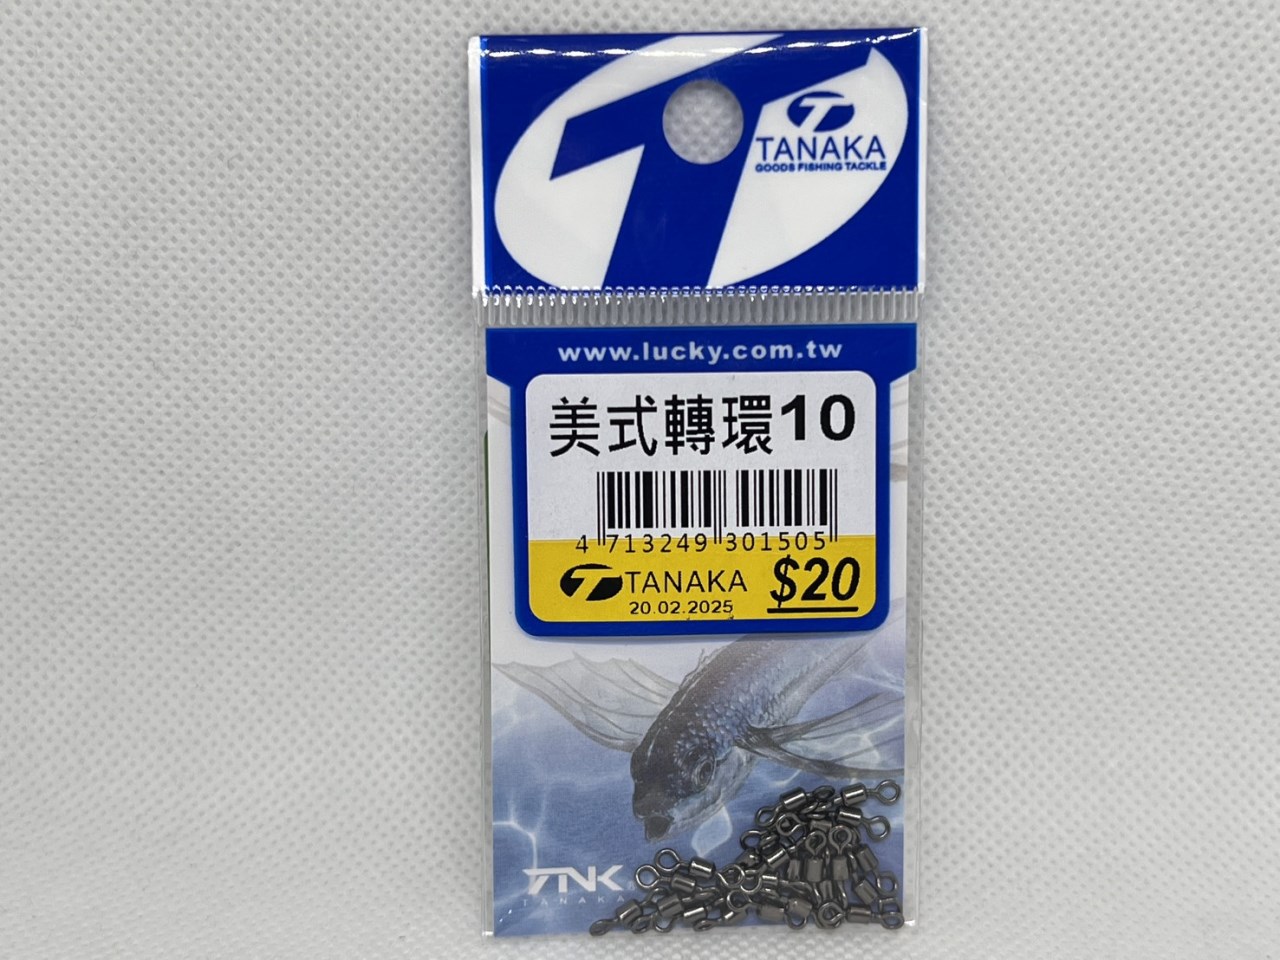 TANAKA
GOODS FISHING TACKLE
www.lucky.com.tw
美式轉環10
4 713249 301505
TANAKA $20
20.02.2025
TNK
TANAKA